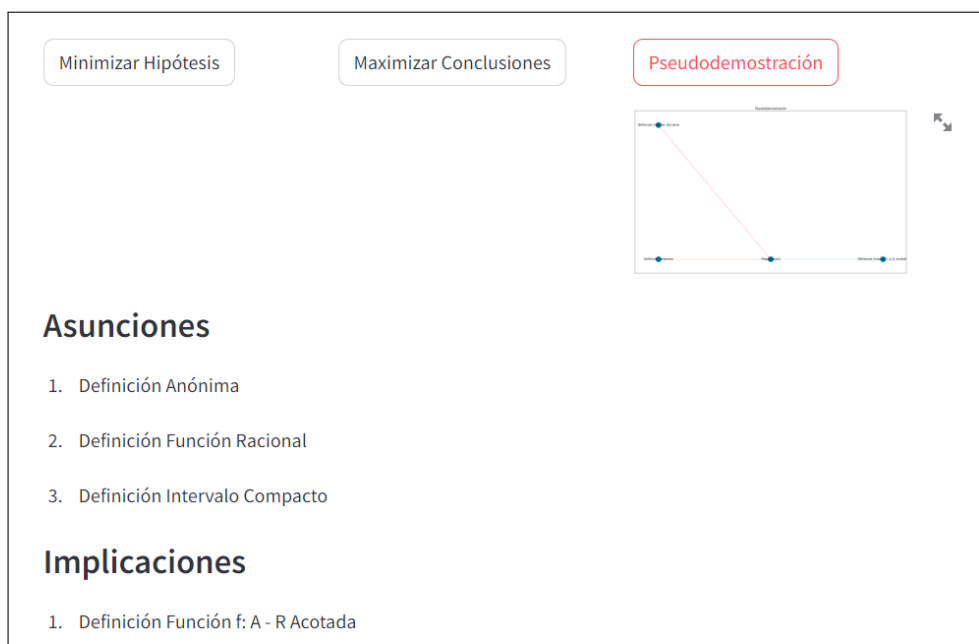 Minimizar Hipótesis
Maximizar Conclusiones
Pseudodemostración
Pseudodemostración
Asunciones
1. Definición Anónima
2. Definición Función Racional
3. Definición Intervalo Compacto
Implicaciones
1. Definición Función f: A - R Acotada